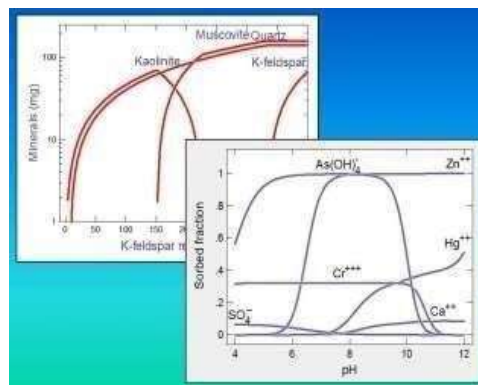 Minerals (mg)
100
10
1
Kaolinite
Muscovite
Quartz
K-feldspar
0
50
100
150
K-feldspar
Sorbed fraction
1
.8
.6
.4
.2
0
As(OH)₄⁻
Zn⁺⁺
Hg⁺⁺
Cr⁺⁺⁺
SO₄⁻
Ca⁺⁺
4
6
8
10
12
pH